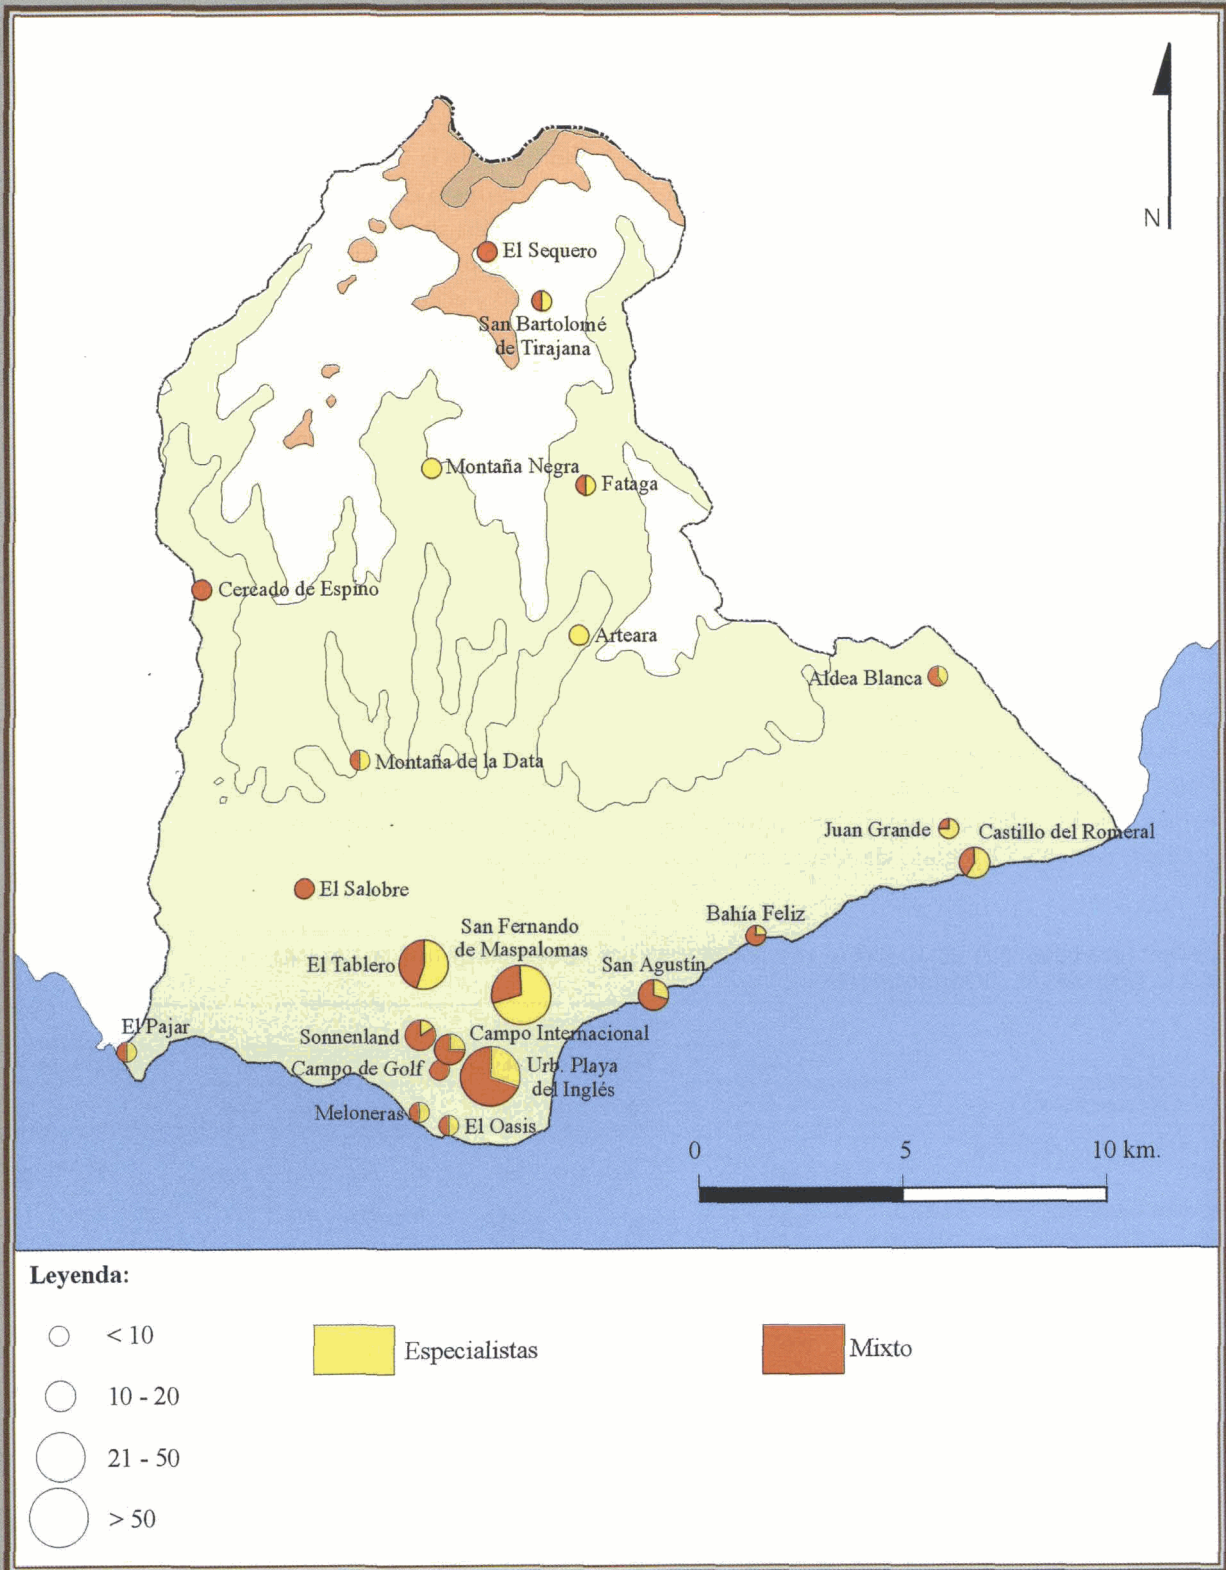 N
El Sequero
San Bartolomé
de Tirajana
Montaña Negra
Fataga
Cercado de Espino
Arteara
Aldea Blanca
Montaña de la Data
Juan Grande
Castillo del Romeral
El Salobre
Bahía Feliz
San Fernando
de Maspalomas
El Tablero
San Agustín
El Pajar
Sonnenland
Campo Internacional
Campo de Golf
Urb. Playa
del Inglés
Meloneras
El Oasis
0 5 10 km.
Leyenda:
< 10
10 - 20
21 - 50
> 50
Especialistas
Mixto